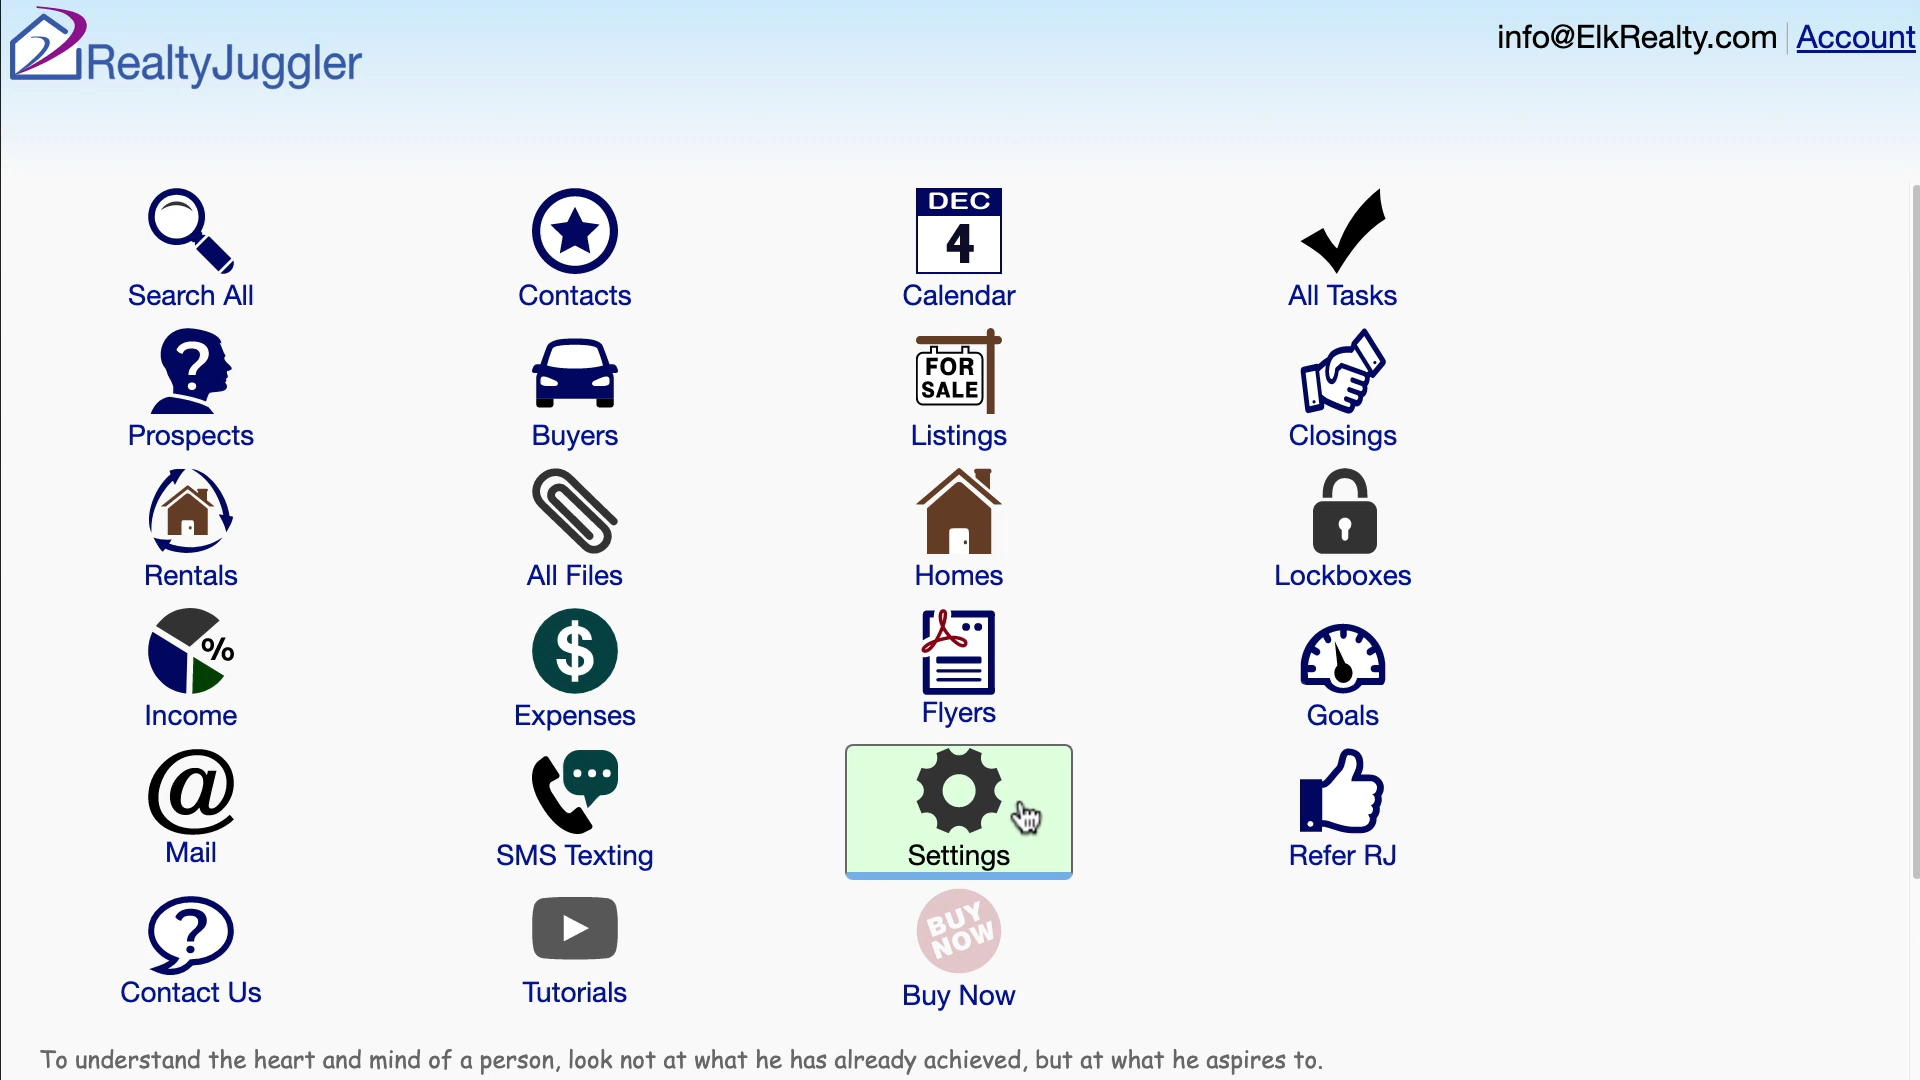 RealtyJuggler
info@ElkRealty.com Account
DEC
4
Search All Contacts Calendar All Tasks
?
FOR
SALE
Prospects Buyers Listings Closings
Rentals All Files Homes Lockboxes
%
$
Income Expenses Flyers Goals
@
Mail SMS Texting Settings Refer RJ
?
BUY
NOW
Contact Us Tutorials Buy Now
To understand the heart and mind of a person, look not at what he has already achieved, but at what he aspires to.